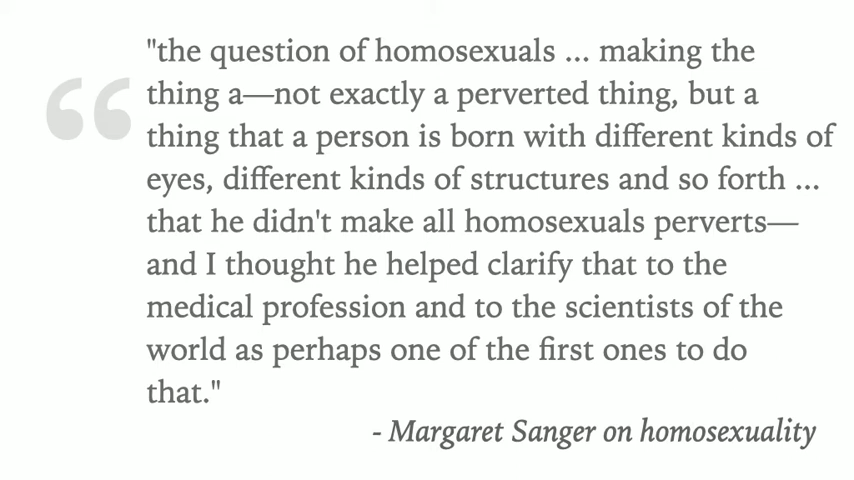 "the question of homosexuals ... making the
thing a—not exactly a perverted thing, but a
thing that a person is born with different kinds of
eyes, different kinds of structures and so forth ...
that he didn't make all homosexuals perverts—
and I thought he helped clarify that to the
medical profession and to the scientists of the
world as perhaps one of the first ones to do
that."
- Margaret Sanger on homosexuality